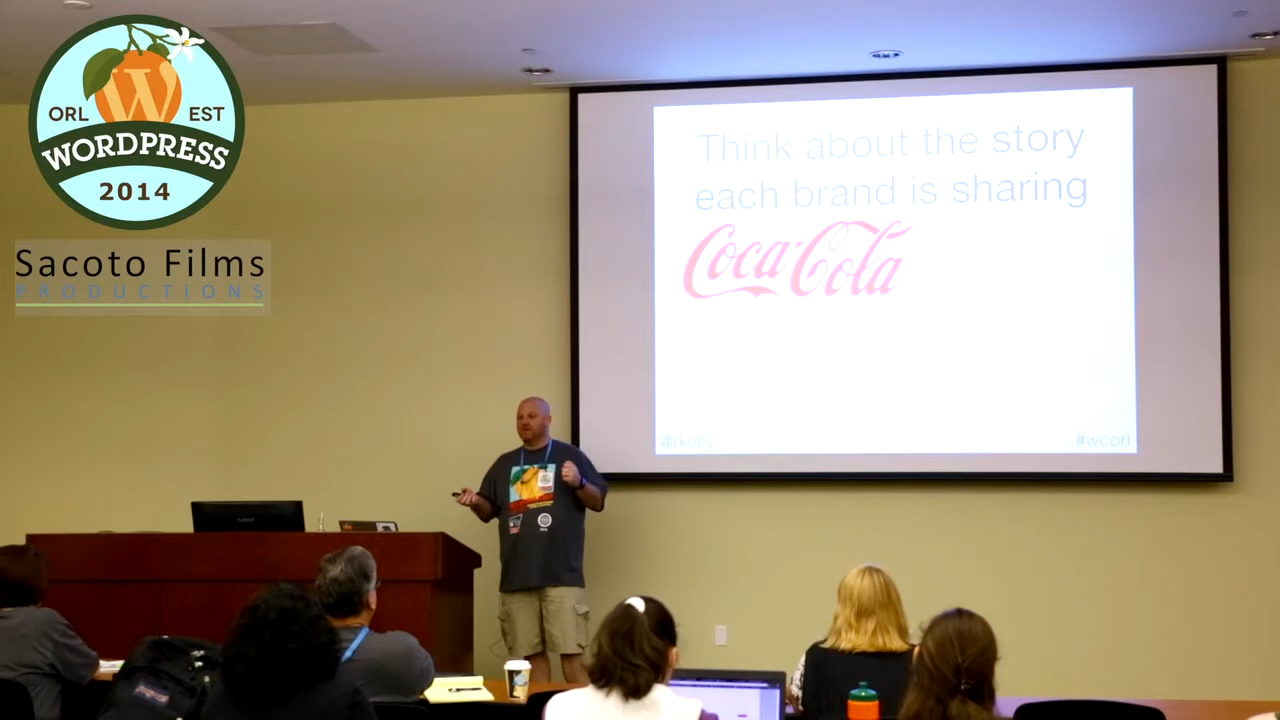 ORL EST
WORDPRESS
2014
Sacoto Films
PRODUCTIONS
Think about the story
each brand is sharing
Coca-Cola
@rkoffy
#wcorl